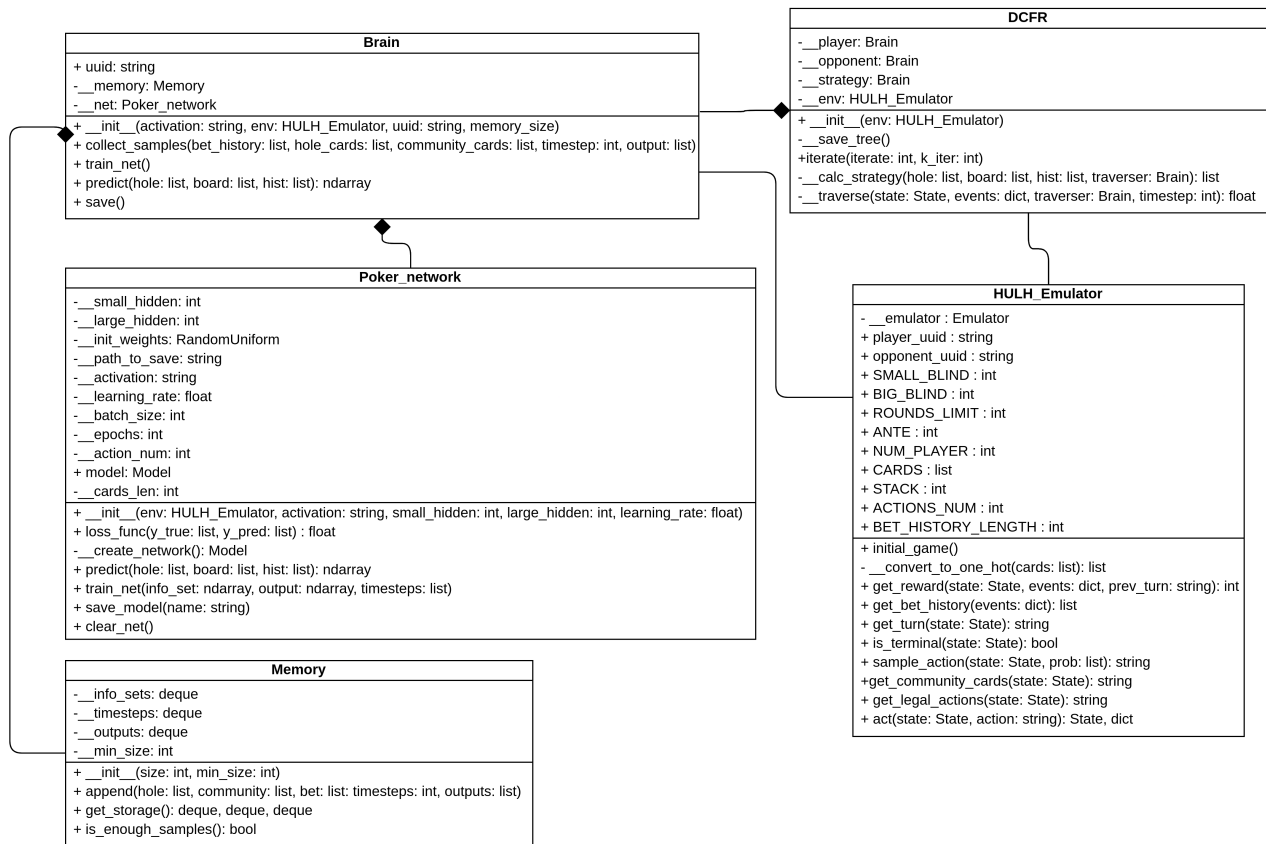 Brain
+ uuid: string
-__memory: Memory
-__net: Poker_network
+ __init__(activation: string, env: HULH_Emulator, uuid: string, memory_size)
+ collect_samples(bet_history: list, hole_cards: list, community_cards: list, timestep: int, output: list)
+ train_net()
+ predict(hole: list, board: list, hist: list): ndarray
+ save()
DCFR
-__player: Brain
-__opponent: Brain
-__strategy: Brain
-__env: HULH_Emulator
+ __init__(env: HULH_Emulator)
-__save_tree()
+iterate(iterate: int, k_iter: int)
-__calc_strategy(hole: list, board: list, hist: list, traverser: Brain): list
-__traverse(state: State, events: dict, traverser: Brain, timestep: int): float
Poker_network
-__small_hidden: int
-__large_hidden: int
-__init_weights: RandomUniform
-__path_to_save: string
-__activation: string
-__learning_rate: float
-__batch_size: int
-__epochs: int
-__action_num: int
+ model: Model
-__cards_len: int
+ __init__(env: HULH_Emulator, activation: string, small_hidden: int, large_hidden: int, learning_rate: float)
+ loss_func(y_true: list, y_pred: list) : float
-__create_network(): Model
+ predict(hole: list, board: list, hist: list): ndarray
+ train_net(info_set: ndarray, output: ndarray, timesteps: list)
+ save_model(name: string)
+ clear_net()
HULH_Emulator
- __emulator : Emulator
+ player_uuid : string
+ opponent_uuid : string
+ SMALL_BLIND : int
+ BIG_BLIND : int
+ ROUNDS_LIMIT : int
+ ANTE : int
+ NUM_PLAYER : int
+ CARDS : list
+ STACK : int
+ ACTIONS_NUM : int
+ BET_HISTORY_LENGTH : int
+ initial_game()
- __convert_to_one_hot(cards: list): list
+ get_reward(state: State, events: dict, prev_turn: string): int
+ get_bet_history(events: dict): list
+ get_turn(state: State): string
+ is_terminal(state: State): bool
+ sample_action(state: State, prob: list): string
+get_community_cards(state: State): string
+ get_legal_actions(state: State): string
+ act(state: State, action: string): State, dict
Memory
-__info_sets: deque
-__timesteps: deque
-__outputs: deque
-__min_size: int
+ __init__(size: int, min_size: int)
+ append(hole: list, community: list, bet: list: timesteps: int, outputs: list)
+ get_storage(): deque, deque, deque
+ is_enough_samples(): bool